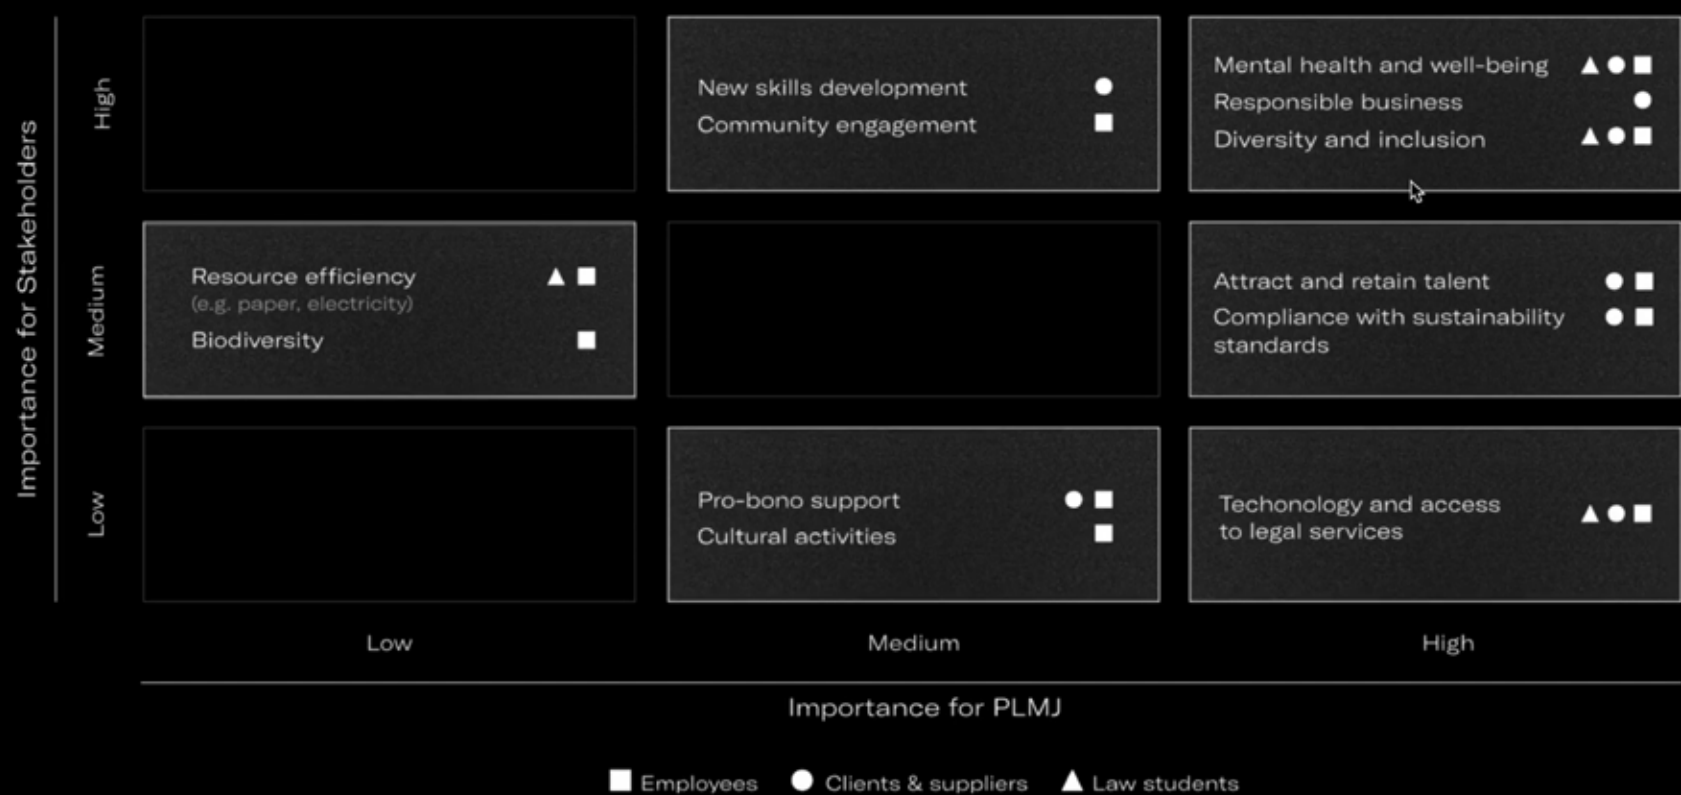 Importance for Stakeholders
High
New skills development
Community engagement
Mental health and well-being
Responsible business
Diversity and inclusion
Medium
Resource efficiency
(e.g. paper, electricity)
Biodiversity
Attract and retain talent
Compliance with sustainability
standards
Low
Pro-bono support
Cultural activities
Techonology and access
to legal services
Low
Medium
High
Importance for PLMJ
Employees
Clients & suppliers
Law students